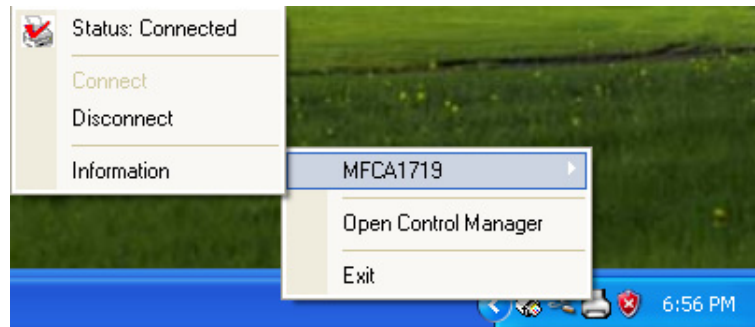 Status: Connected
Connect
Disconnect
Information
MFCA1719
Open Control Manager
Exit
6:56 PM